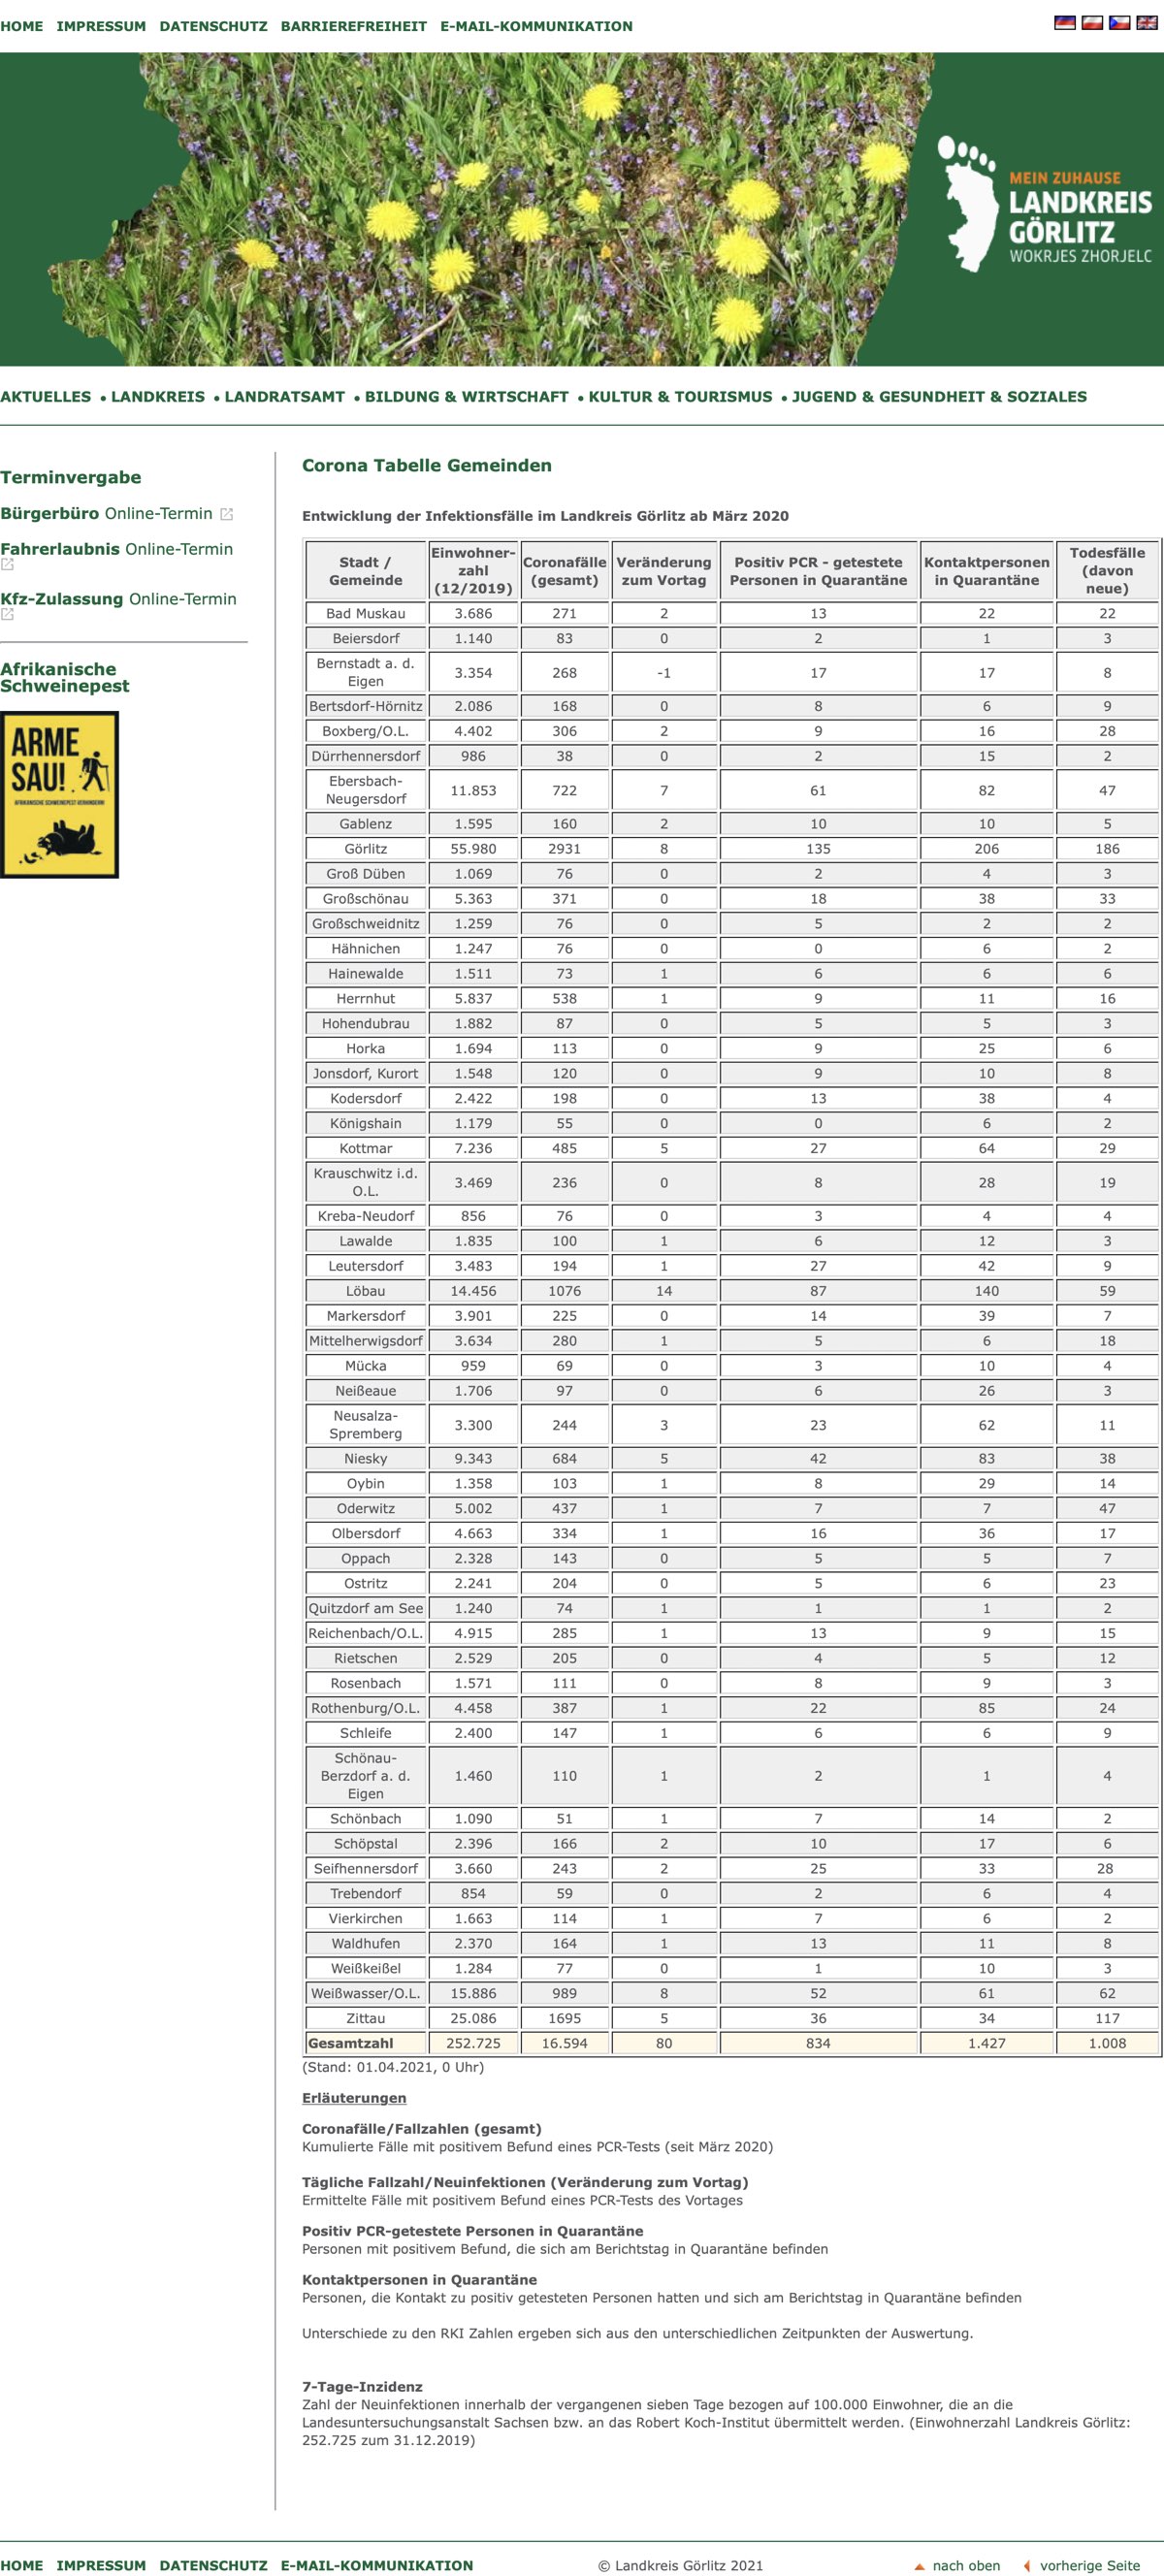 HOME IMPRESSUM DATENSCHUTZ BARRIEREFREIHEIT E-MAIL-KOMMUNIKATION
MEIN ZUHAUSE
LANDKREIS
GÖRLITZ
WOKRJES ZHORJELC
AKTUELLES • LANDKREIS • LANDRATSAMT • BILDUNG & WIRTSCHAFT • KULTUR & TOURISMUS • JUGEND & GESUNDHEIT & SOZIALES
Terminvergabe
Bürgerbüro Online-Termin
Fahrerlaubnis Online-Termin
Kfz-Zulassung Online-Termin
Afrikanische
Schweinepest
ARME
SAU!
AFRIKANISCHE SCHWEINEPEST VERHINDERN!
Corona Tabelle Gemeinden
Entwicklung der Infektionsfälle im Landkreis Görlitz ab März 2020
Stadt / Gemeinde Einwohner-zahl (12/2019) Coronafälle (gesamt) Veränderung zum Vortag Positiv PCR - getestete Personen in Quarantäne Kontaktpersonen in Quarantäne Todesfälle (davon neue)
Bad Muskau 3.686 271 2 13 22 22
Beiersdorf 1.140 83 0 2 1 3
Bernstadt a. d. Eigen 3.354 268 -1 17 17 8
Bertsdorf-Hörnitz 2.086 168 0 8 6 9
Boxberg/O.L. 4.402 306 2 9 16 28
Dürrhennersdorf 986 38 0 2 15 2
Ebersbach-Neugersdorf 11.853 722 7 61 82 47
Gablenz 1.595 160 2 10 10 5
Görlitz 55.980 2931 8 135 206 186
Groß Düben 1.069 76 0 2 4 3
Großschönau 5.363 371 0 18 38 33
Großschweidnitz 1.259 76 0 5 2 2
Hähnichen 1.247 76 0 0 6 2
Hainewalde 1.511 73 1 6 6 6
Herrnhut 5.837 538 1 9 11 16
Hohendubrau 1.882 87 0 5 5 3
Horka 1.694 113 0 9 25 6
Jonsdorf, Kurort 1.548 120 0 9 10 8
Kodersdorf 2.422 198 0 13 38 4
Königshain 1.179 55 0 0 6 2
Kottmar 7.236 485 5 27 64 29
Krauschwitz i.d. O.L. 3.469 236 0 8 28 19
Kreba-Neudorf 856 76 0 3 4 4
Lawalde 1.835 100 1 6 12 3
Leutersdorf 3.483 194 1 27 42 9
Löbau 14.456 1076 14 87 140 59
Markersdorf 3.901 225 0 14 39 7
Mittelherwigsdorf 3.634 280 1 5 6 18
Mücka 959 69 0 3 10 4
Neißeaue 1.706 97 0 6 26 3
Neusalza-Spremberg 3.300 244 3 23 62 11
Niesky 9.343 684 5 42 83 38
Oybin 1.358 103 1 8 29 14
Oderwitz 5.002 437 1 7 7 47
Olbersdorf 4.663 334 1 16 36 17
Oppach 2.328 143 0 5 5 7
Ostritz 2.241 204 0 5 6 23
Quitzdorf am See 1.240 74 1 1 1 2
Reichenbach/O.L. 4.915 285 1 13 9 15
Rietschen 2.529 205 0 4 5 12
Rosenbach 1.571 111 0 8 9 3
Rothenburg/O.L. 4.458 387 1 22 85 24
Schleife 2.400 147 1 6 6 9
Schönau-Berzdorf a. d. Eigen 1.460 110 1 2 1 4
Schönbach 1.090 51 1 7 14 2
Schöpstal 2.396 166 2 10 17 6
Seifhennersdorf 3.660 243 2 25 33 28
Trebendorf 854 59 0 2 6 4
Vierkirchen 1.663 114 1 7 6 2
Waldhufen 2.370 164 1 13 11 8
Weißkeißel 1.284 77 0 1 10 3
Weißwasser/O.L. 15.886 989 8 52 61 62
Zittau 25.086 1695 5 36 34 117
Gesamtzahl 252.725 16.594 80 834 1.427 1.008
(Stand: 01.04.2021, 0 Uhr)
Erläuterungen
Coronafälle/Fallzahlen (gesamt)
Kumulierte Fälle mit positivem Befund eines PCR-Tests (seit März 2020)
Tägliche Fallzahl/Neuinfektionen (Veränderung zum Vortag)
Ermittelte Fälle mit positivem Befund eines PCR-Tests des Vortages
Positiv PCR-getestete Personen in Quarantäne
Personen mit positivem Befund, die sich am Berichtstag in Quarantäne befinden
Kontaktpersonen in Quarantäne
Personen, die Kontakt zu positiv getesteten Personen hatten und sich am Berichtstag in Quarantäne befinden
Unterschiede zu den RKI Zahlen ergeben sich aus den unterschiedlichen Zeitpunkten der Auswertung.
7-Tage-Inzidenz
Zahl der Neuinfektionen innerhalb der vergangenen sieben Tage bezogen auf 100.000 Einwohner, die an die
Landesuntersuchungsanstalt Sachsen bzw. an das Robert Koch-Institut übermittelt werden. (Einwohnerzahl Landkreis Görlitz:
252.725 zum 31.12.2019)
HOME IMPRESSUM DATENSCHUTZ E-MAIL-KOMMUNIKATION © Landkreis Görlitz 2021 nach oben vorherige Seite